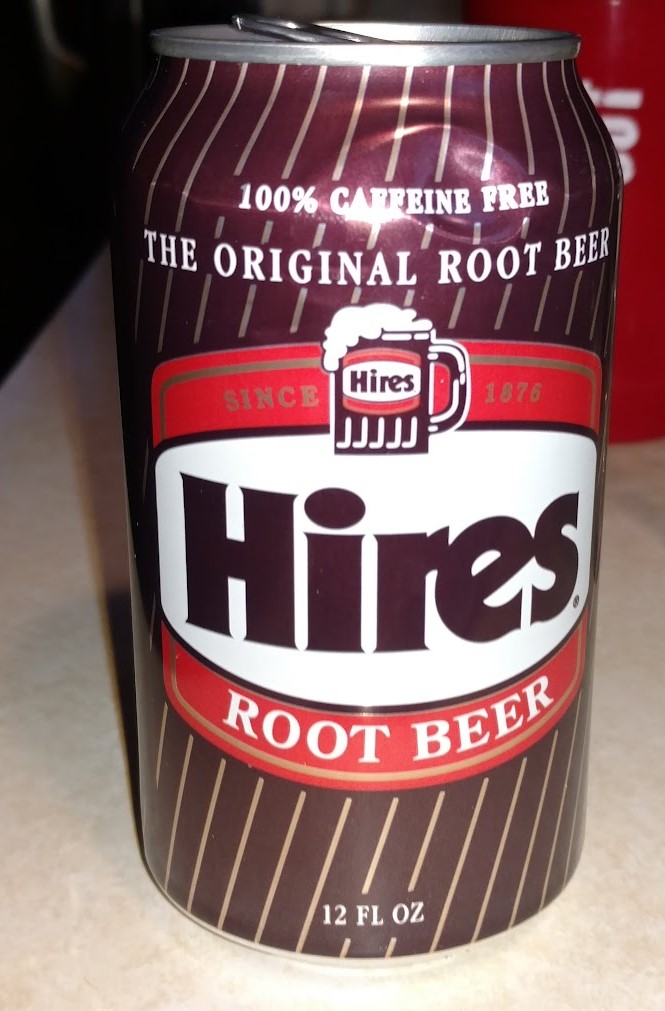 100% CAFFEINE FREE
THE ORIGINAL ROOT BEER
Hires
SINCE 1876
Hires®
ROOT BEER
12 FL OZ